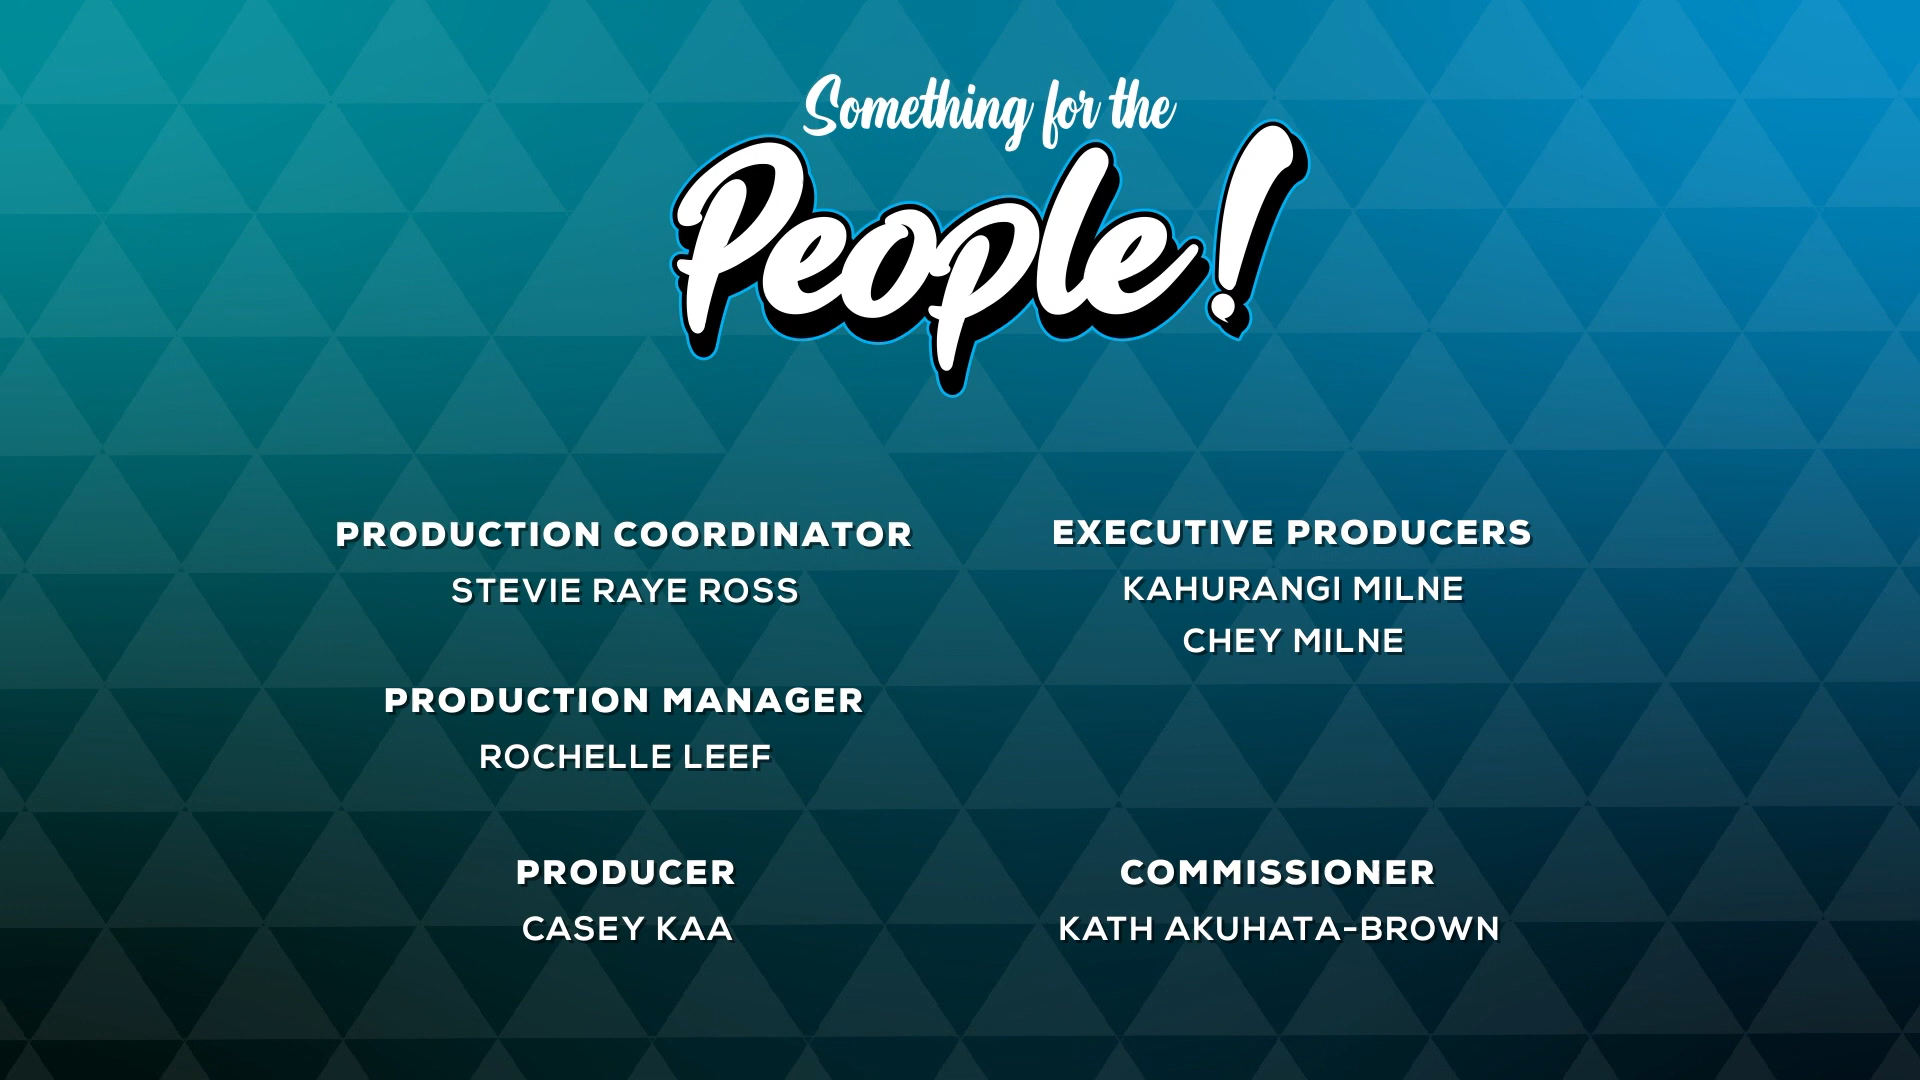 Something for the
People!
PRODUCTION COORDINATOR
STEVIE RAYE ROSS
PRODUCTION MANAGER
ROCHELLE LEEF
PRODUCER
CASEY KAA
EXECUTIVE PRODUCERS
KAHURANGI MILNE
CHEY MILNE
COMMISSIONER
KATH AKUHATA-BROWN